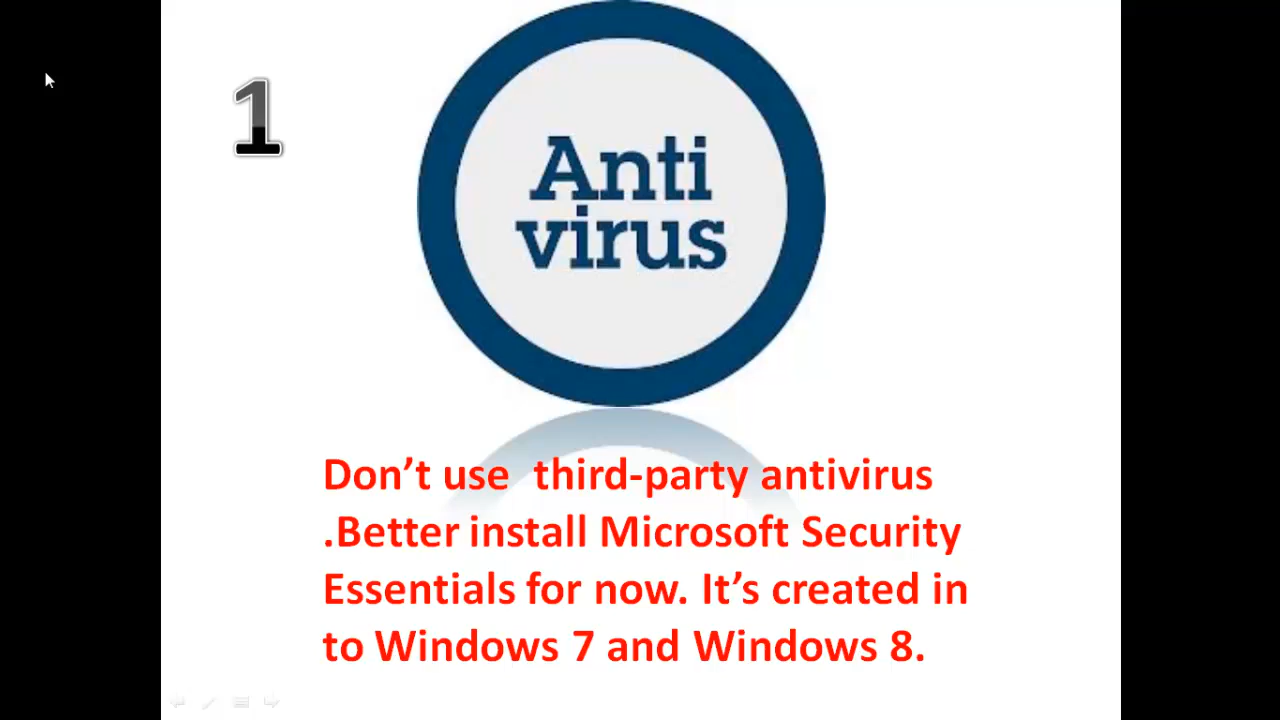 1
Anti
virus
Don’t use  third-party antivirus
.Better install Microsoft Security
Essentials for now. It’s created in
to Windows 7 and Windows 8.